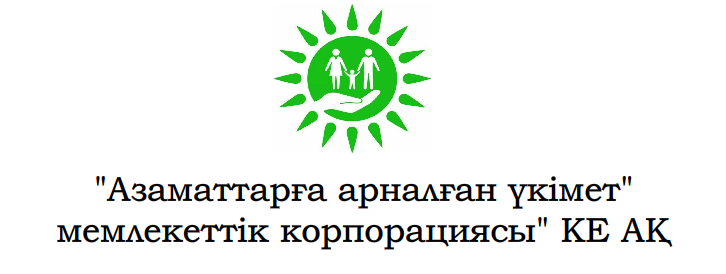 "Азаматтарға арналған үкімет"
мемлекеттік корпорациясы" КЕ АҚ